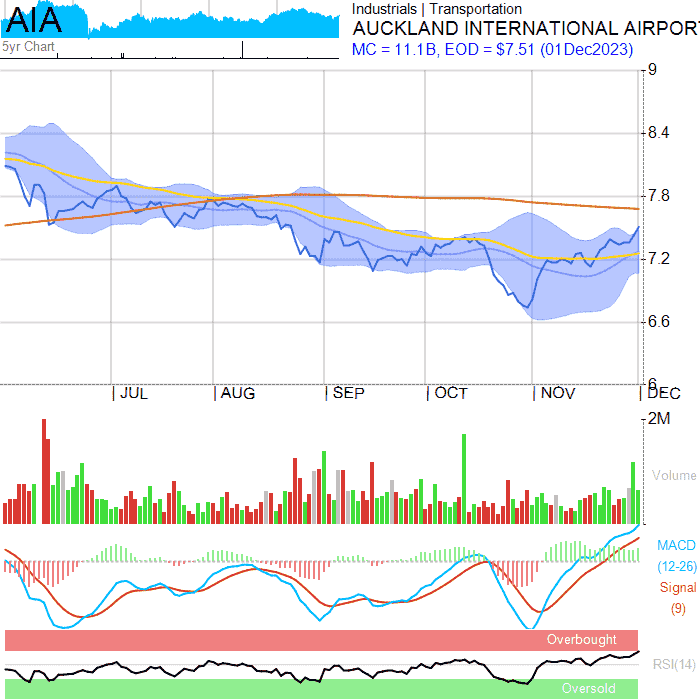 AIA
5yr Chart
Industrials | Transportation
AUCKLAND INTERNATIONAL AIRPORT
MC = 11.1B, EOD = $7.51 (01Dec2023)
9
8.4
7.8
7.2
6.6
6
JUL
AUG
SEP
OCT
NOV
DEC
2M
Volume
MACD
(12-26)
Signal
(9)
Overbought
RSI(14)
Oversold